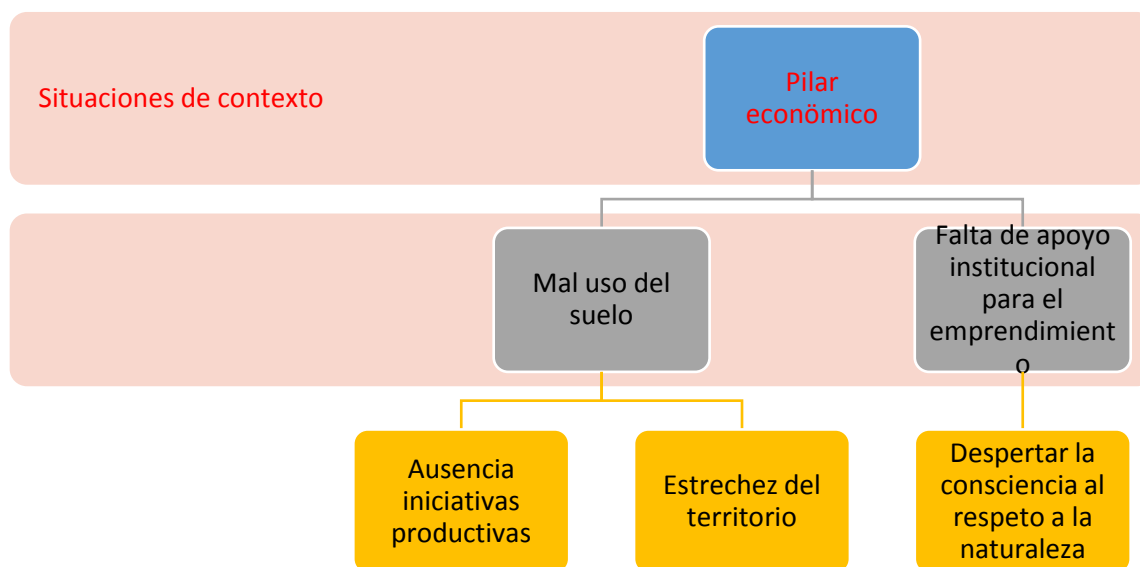 Situaciones de contexto
Pilar
econömico
Mal uso del
suelo
Falta de apoyo
institucional
para el
emprendimient
o
Ausencia
iniciativas
productivas
Estrechez del
territorio
Despertar la
consciencia al
respeto a la
naturaleza